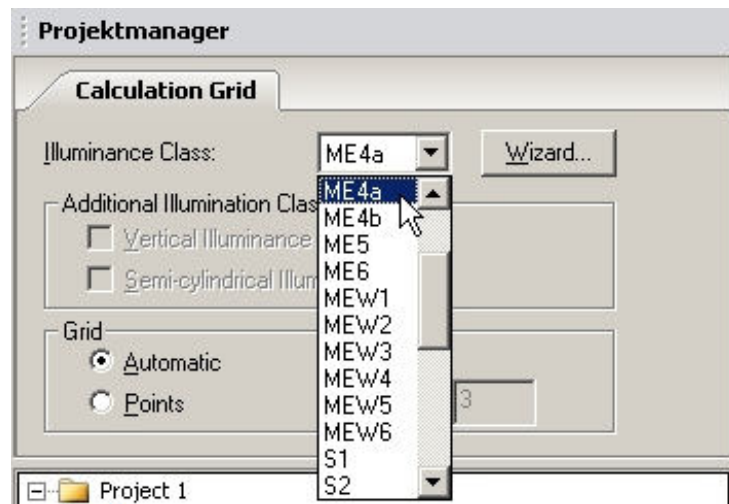 Projektmanager
Calculation Grid
Illuminance Class:
ME4a
Wizard...
Additional Illumination Clas
Vertical Illuminance
Semi-cylindrical Illum
Grid
Automatic
Points
3
ME4a
ME4b
ME5
ME6
MEW1
MEW2
MEW3
MEW4
MEW5
MEW6
S1
S2
Project 1